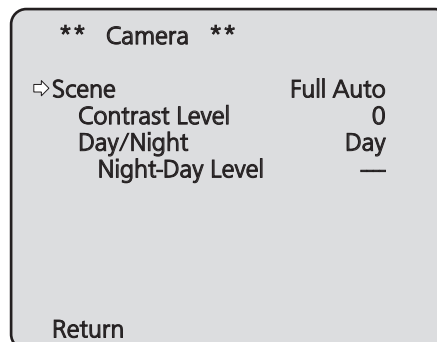 ** Camera **
⇨Scene Full Auto
Contrast Level 0
Day/Night Day
Night-Day Level —
Return